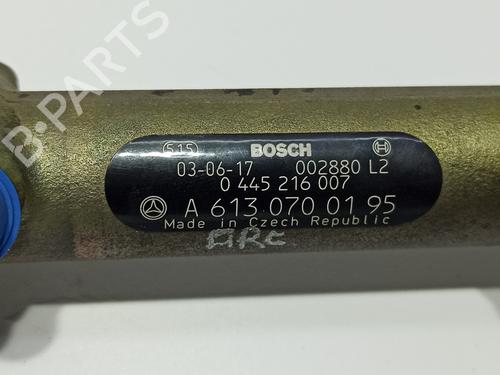 B-PARTS
515 BOSCH
03-06-17 002880 L2
0 445 216 007
A 613 070 01 95
Made in Czech Republic